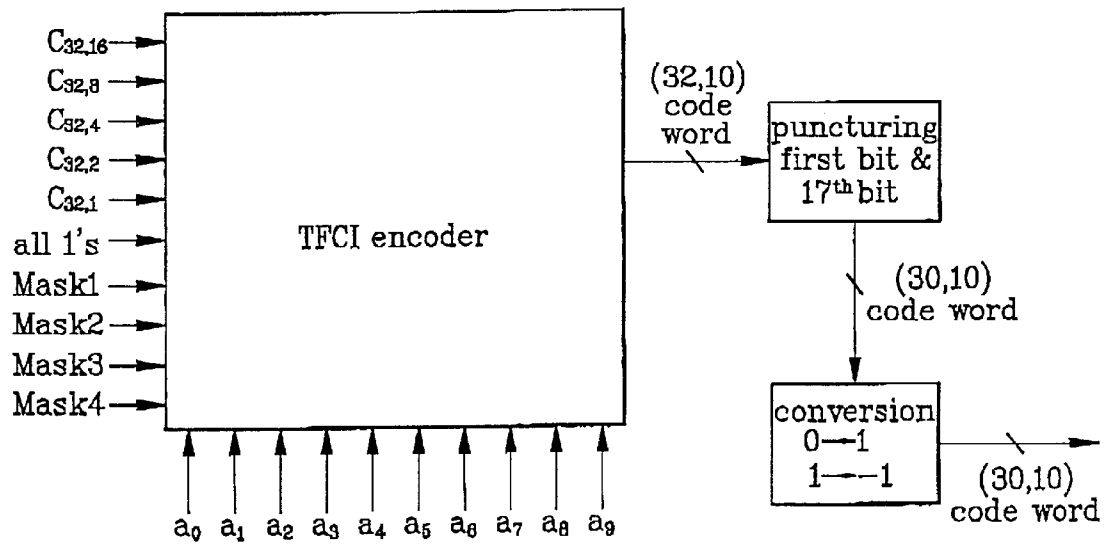 C32,16
C32,8
C32,4
C32,2
C32,1
all 1's
Mask1
Mask2
Mask3
Mask4
TFCI encoder
a0 a1 a2 a3 a4 a5 a6 a7 a8 a9
(32,10)
code
word
puncturing
first bit &
17th bit
(30,10)
code word
conversion
0→1
1→-1
(30,10)
code word